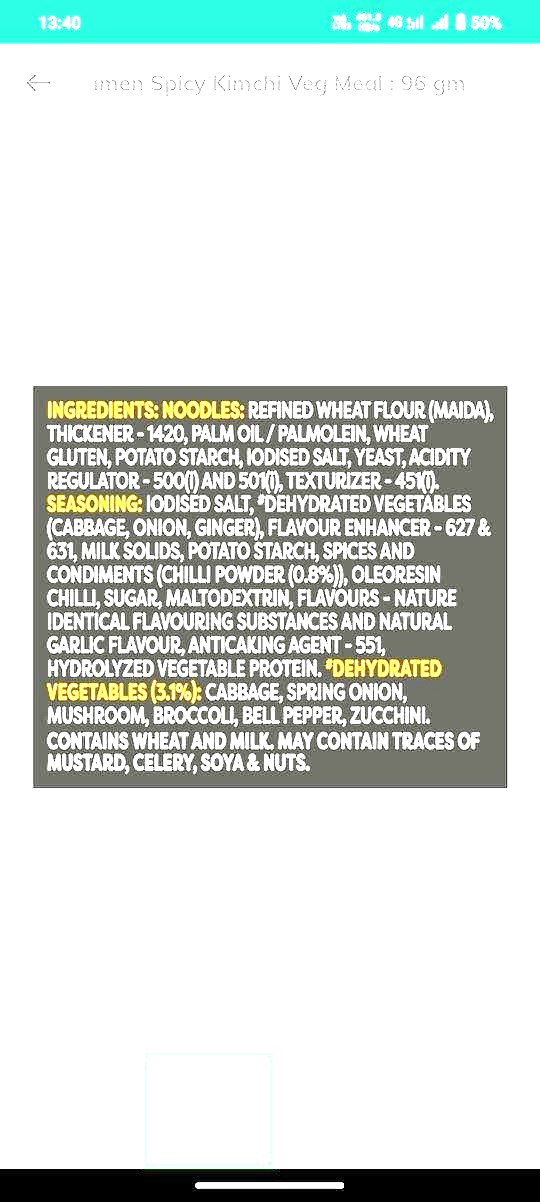 13:40
4G
50%
men Spicy Kimchi Veg Meal : 96 gm
INGREDIENTS: NOODLES: REFINED WHEAT FLOUR (MAIDA),
THICKENER - 1420, PALM OIL / PALMOLEIN, WHEAT
GLUTEN, POTATO STARCH, IODISED SALT, YEAST, ACIDITY
REGULATOR - 500(I) AND 501(I), TEXTURIZER - 451(I).
SEASONING: IODISED SALT, #DEHYDRATED VEGETABLES
(CABBAGE, ONION, GINGER), FLAVOUR ENHANCER - 627 &
631, MILK SOLIDS, POTATO STARCH, SPICES AND
CONDIMENTS (CHILLI POWDER (0.8%)), OLEORESIN
CHILLI, SUGAR, MALTODEXTRIN, FLAVOURS - NATURE
IDENTICAL FLAVOURING SUBSTANCES AND NATURAL
GARLIC FLAVOUR, ANTICAKING AGENT - 551,
HYDROLYZED VEGETABLE PROTEIN. #DEHYDRATED
VEGETABLES (3.1%): CABBAGE, SPRING ONION,
MUSHROOM, BROCCOLI, BELL PEPPER, ZUCCHINI.
CONTAINS WHEAT AND MILK. MAY CONTAIN TRACES OF
MUSTARD, CELERY, SOYA & NUTS.